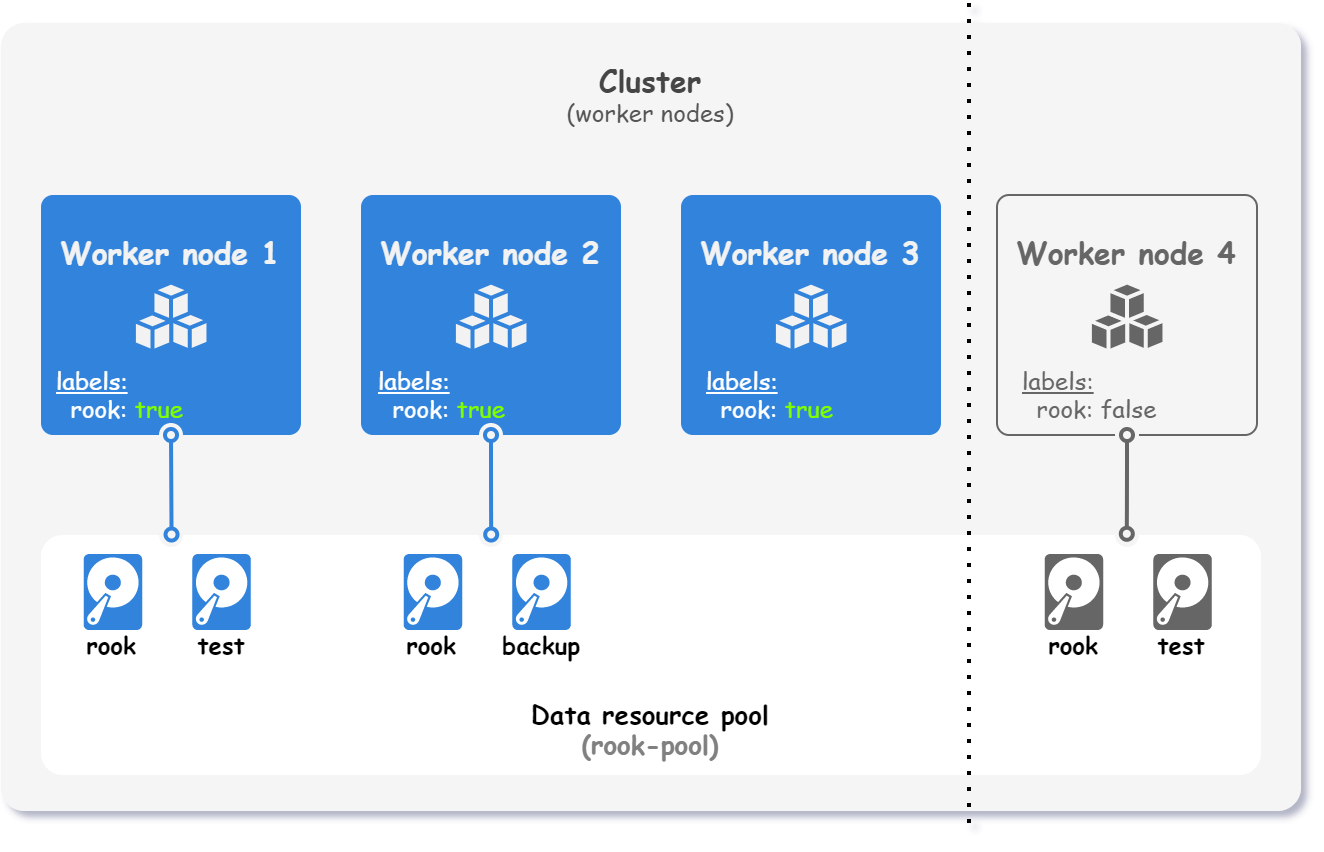 Cluster
(worker nodes)
Worker node 1
labels:
rook: true
Worker node 2
labels:
rook: true
Worker node 3
labels:
rook: true
Worker node 4
labels:
rook: false
rook
test
rook
backup
rook
test
Data resource pool
(rook-pool)